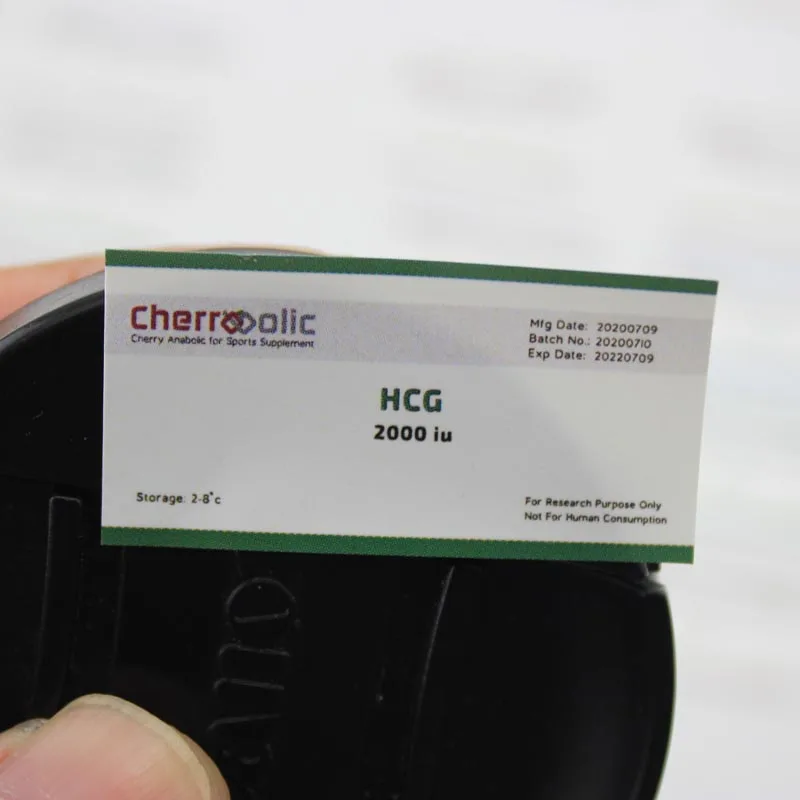 Cherrobolic
Cherry Anabolic for Sports Supplement
Mfg Date: 20200709
Batch No.: 20200710
Exp Date: 20220709
HCG
2000 iu
Storage: 2-8°c
For Research Purpose Only
Not For Human Consumption